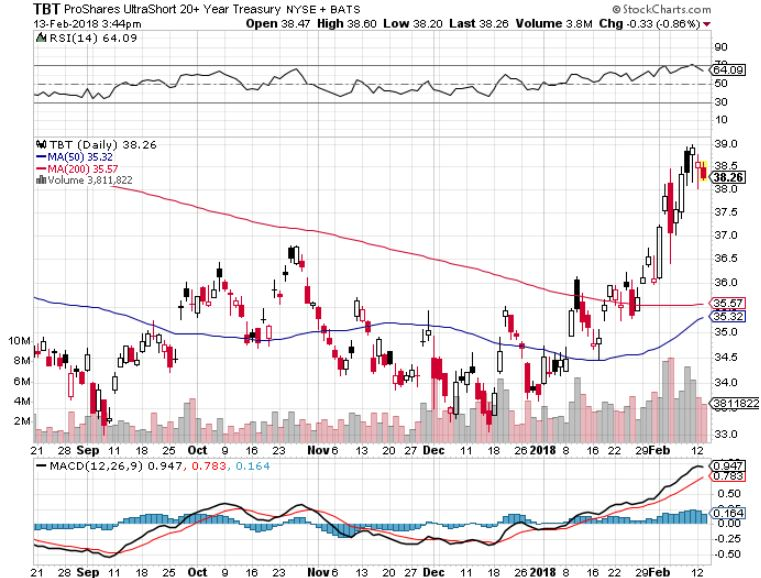 TBT ProShares UltraShort 20+ Year Treasury NYSE + BATS © StockCharts.com
13-Feb-2018 3:44pm Open 38.47 High 38.60 Low 38.20 Last 38.26 Volume 3.8M Chg -0.33 (-0.86%)
RSI(14) 64.09
90
70
64.09
50
30
10
TBT (Daily) 38.26
MA(50) 35.32
MA(200) 35.57
Volume 3,811,822
39.0
38.5
38.26
38.0
37.5
37.0
36.5
36.0
35.57
35.32
35.0
34.5
34.0
3811822
33.5
33.0
10M
8M
6M
4M
2M
21 28 Sep 11 18 25 Oct 9 16 23 Nov 6 13 20 27 Dec 11 18 26 2018 8 16 22 29 Feb 12
MACD(12,26,9) 0.947, 0.783, 0.164
1.00
0.947
0.783
0.50
0.164
0.00
-0.25
-0.50
21 28 Sep 11 18 25 Oct 9 16 23 Nov 6 13 20 27 Dec 11 18 26 2018 8 16 22 29 Feb 12